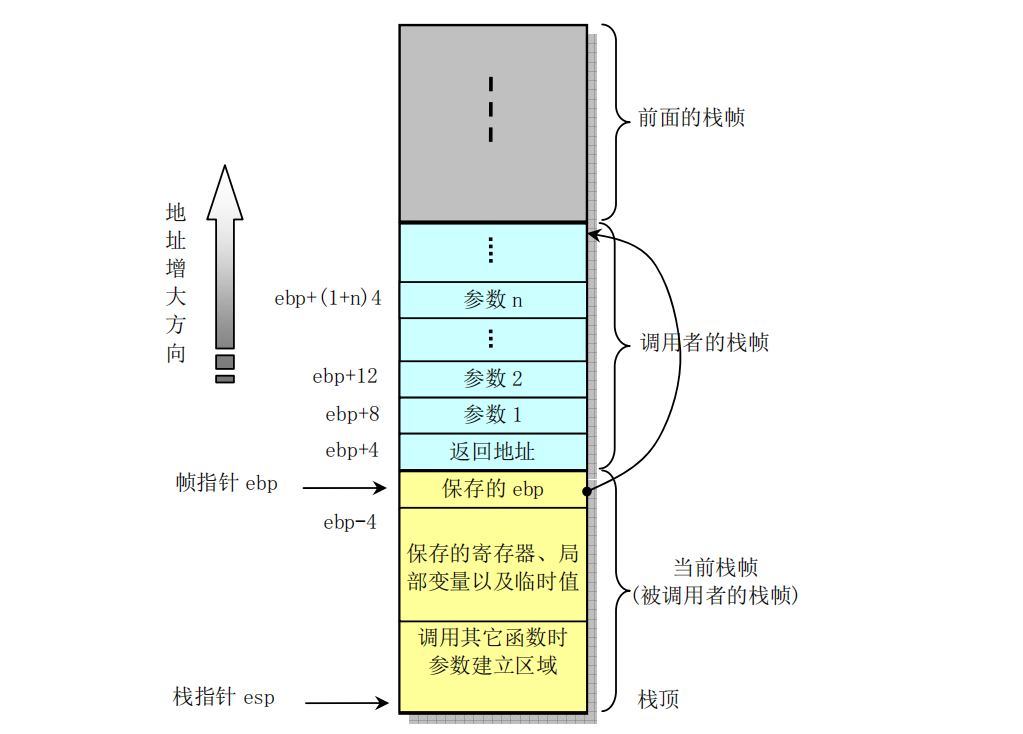 前面的栈帧
地址增大方向
ebp+(1+n)4
参数 n
调用者的栈帧
ebp+12
参数 2
ebp+8
参数 1
ebp+4
返回地址
帧指针 ebp
保存的 ebp
ebp-4
保存的寄存器、局
部变量以及临时值
当前栈帧
(被调用者的栈帧)
调用其它函数时
参数建立区域
栈指针 esp
栈顶